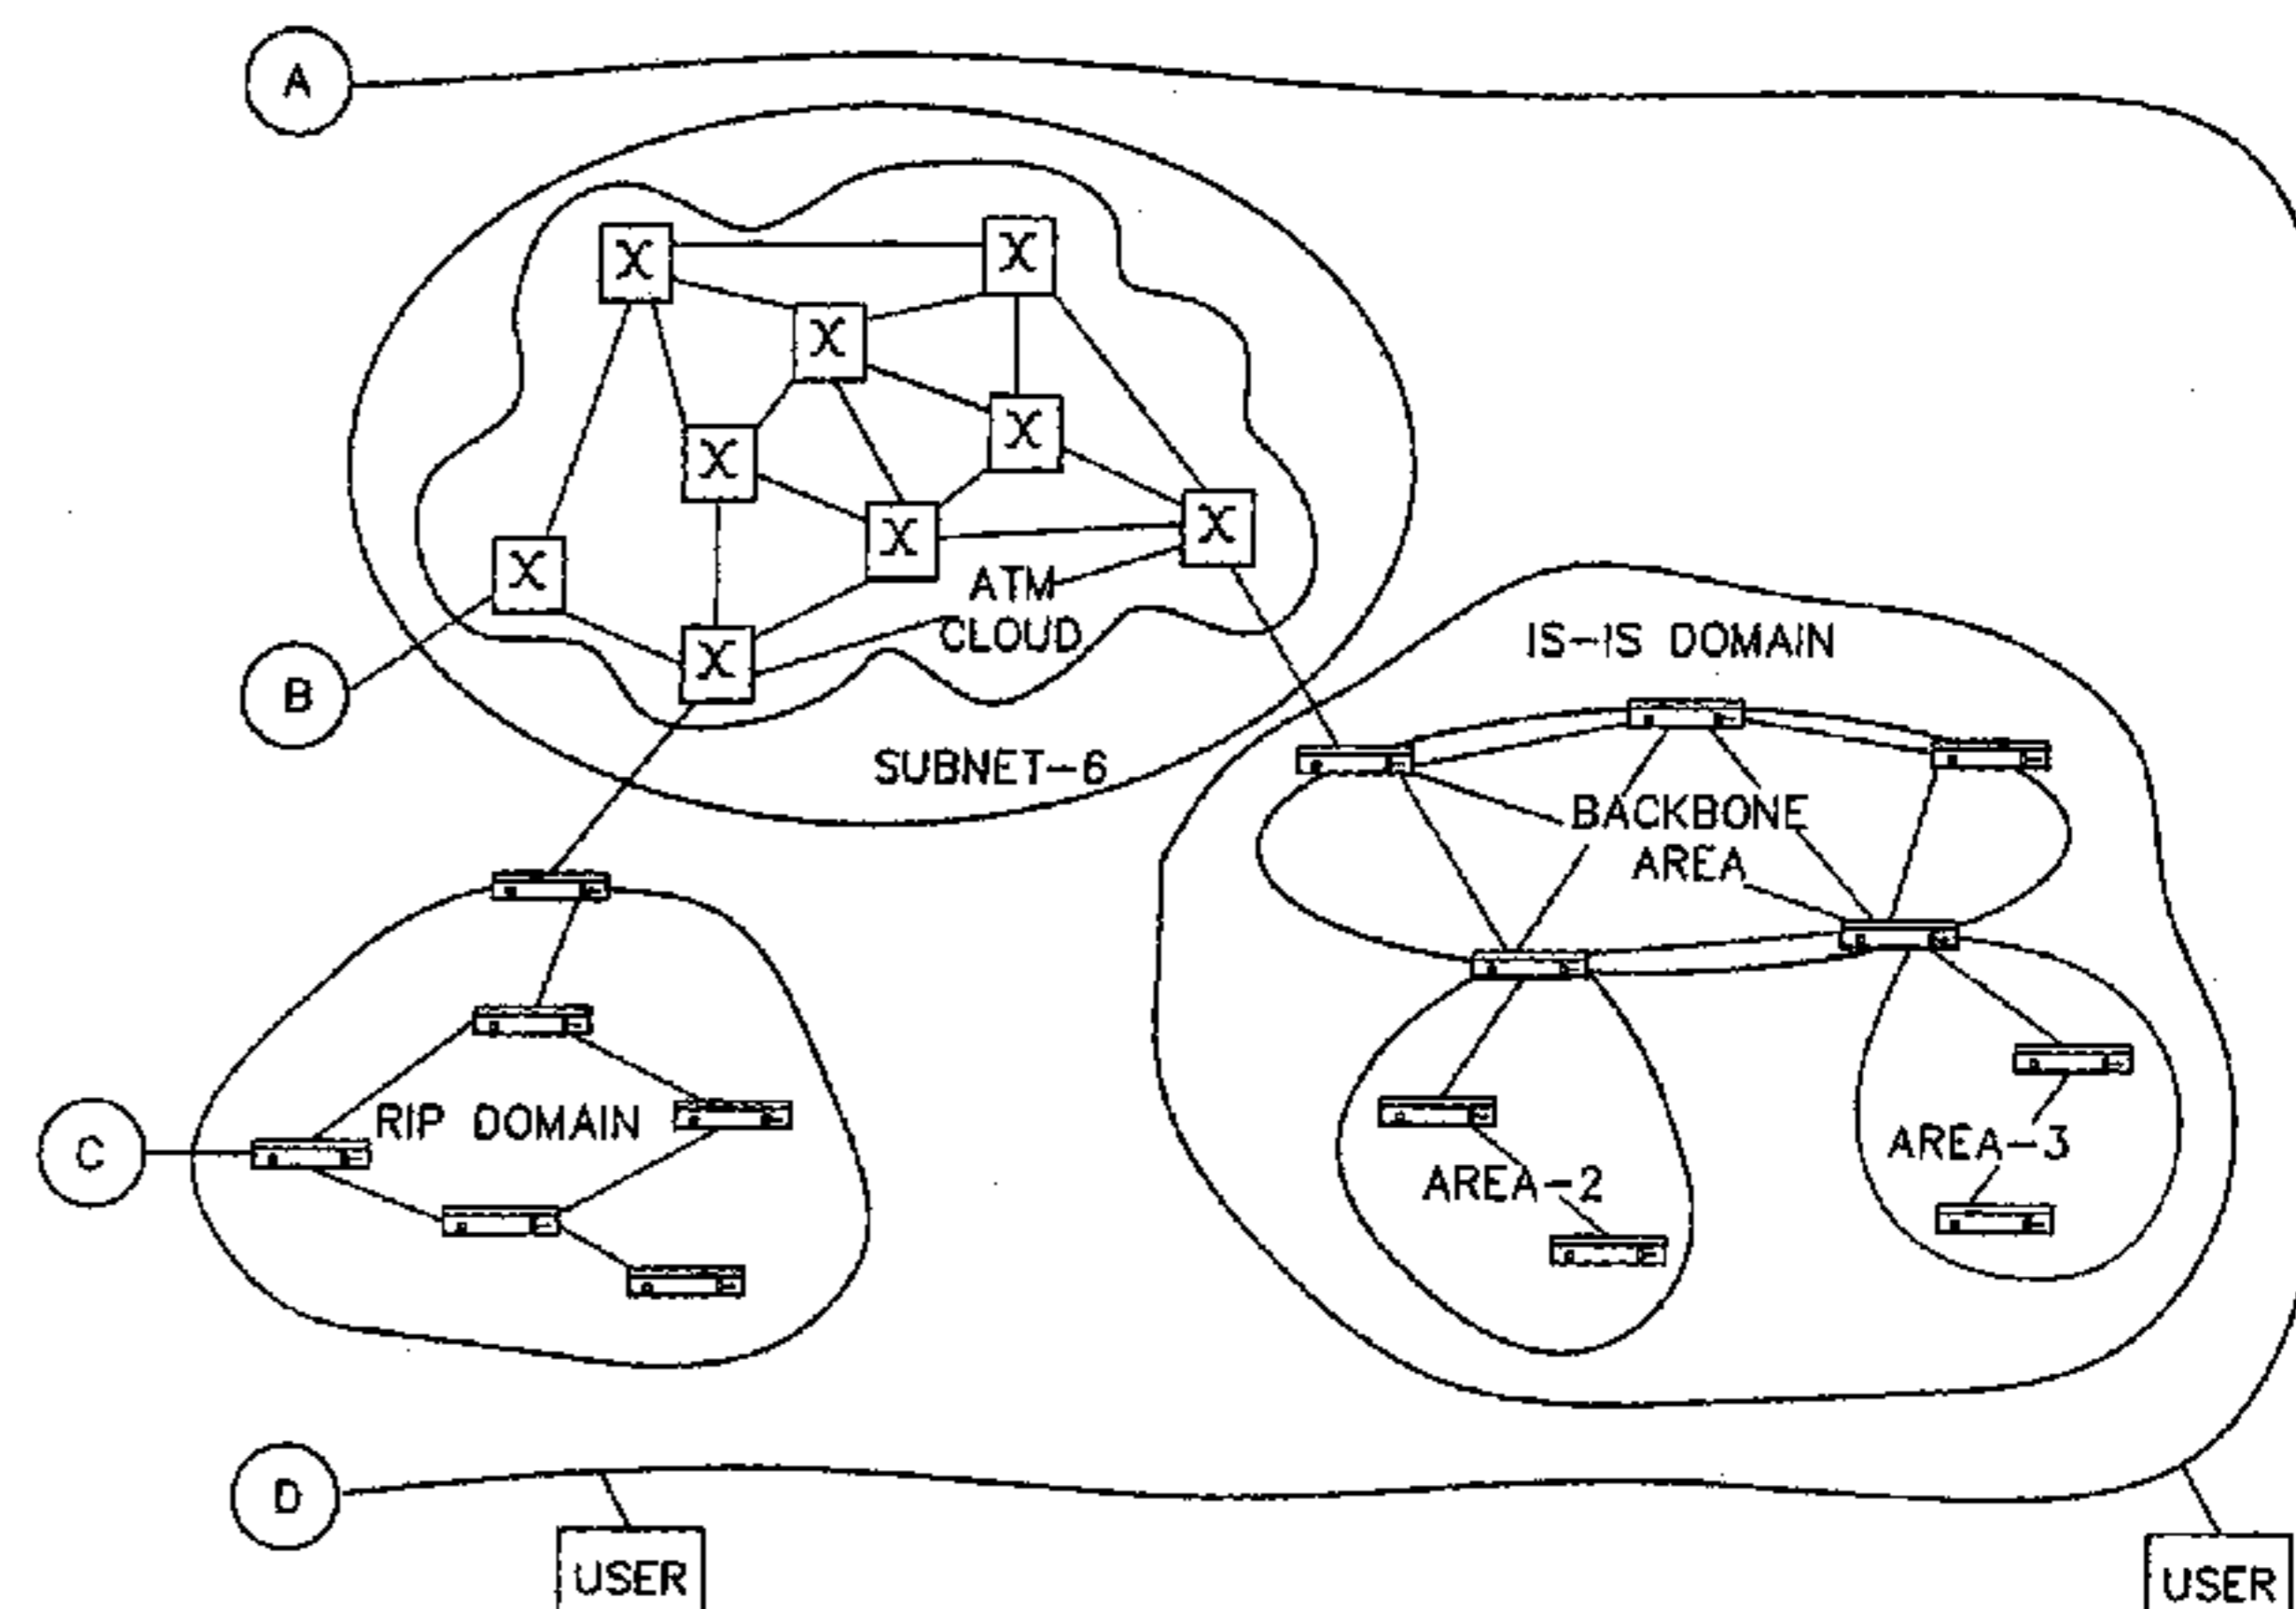 A
X
X
X
X
X
X
X
X
X
ATM
CLOUD
B
IS-IS DOMAIN
SUBNET-6
BACKBONE
AREA
RIP DOMAIN
C
AREA-3
AREA-2
D
USER
USER